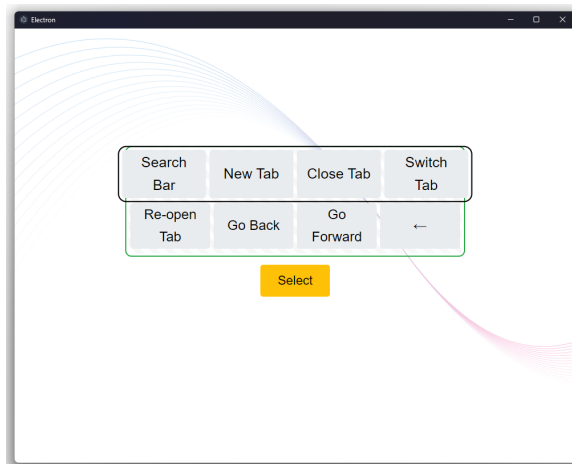 Electron
Search
Bar
New Tab
Close Tab
Switch
Tab
Re-open
Tab
Go Back
Go
Forward
←
Select